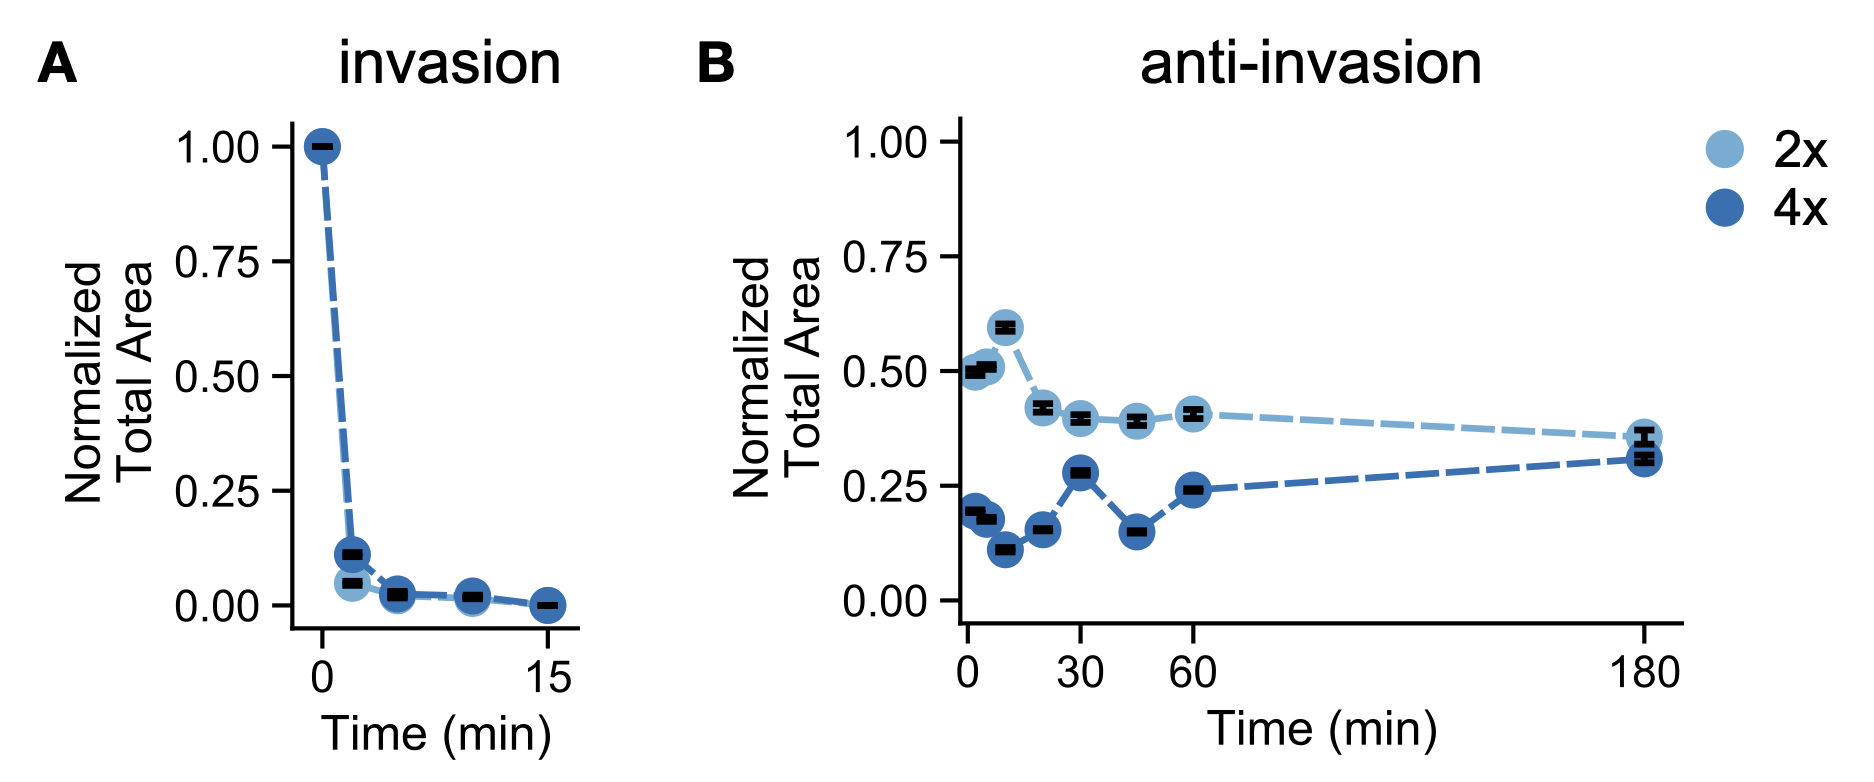 A
invasion
1.00
0.75
0.50
0.25
0.00
Normalized
Total Area
0
15
Time (min)
B
anti-invasion
1.00
0.75
0.50
0.25
0.00
Normalized
Total Area
0
30
60
180
Time (min)
2x
4x